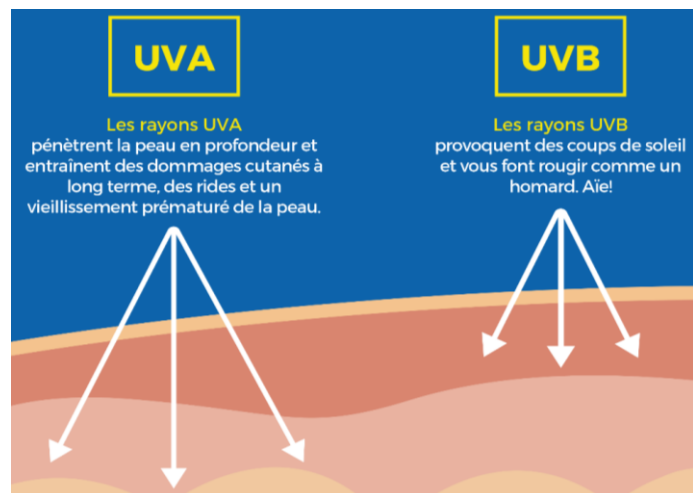 UVA
Les rayons UVA
pénètrent la peau en profondeur et
entraînent des dommages cutanés à
long terme, des rides et un
vieillissement prématuré de la peau.
UVB
Les rayons UVB
provoquent des coups de soleil
et vous font rougir comme un
homard. Aïe!